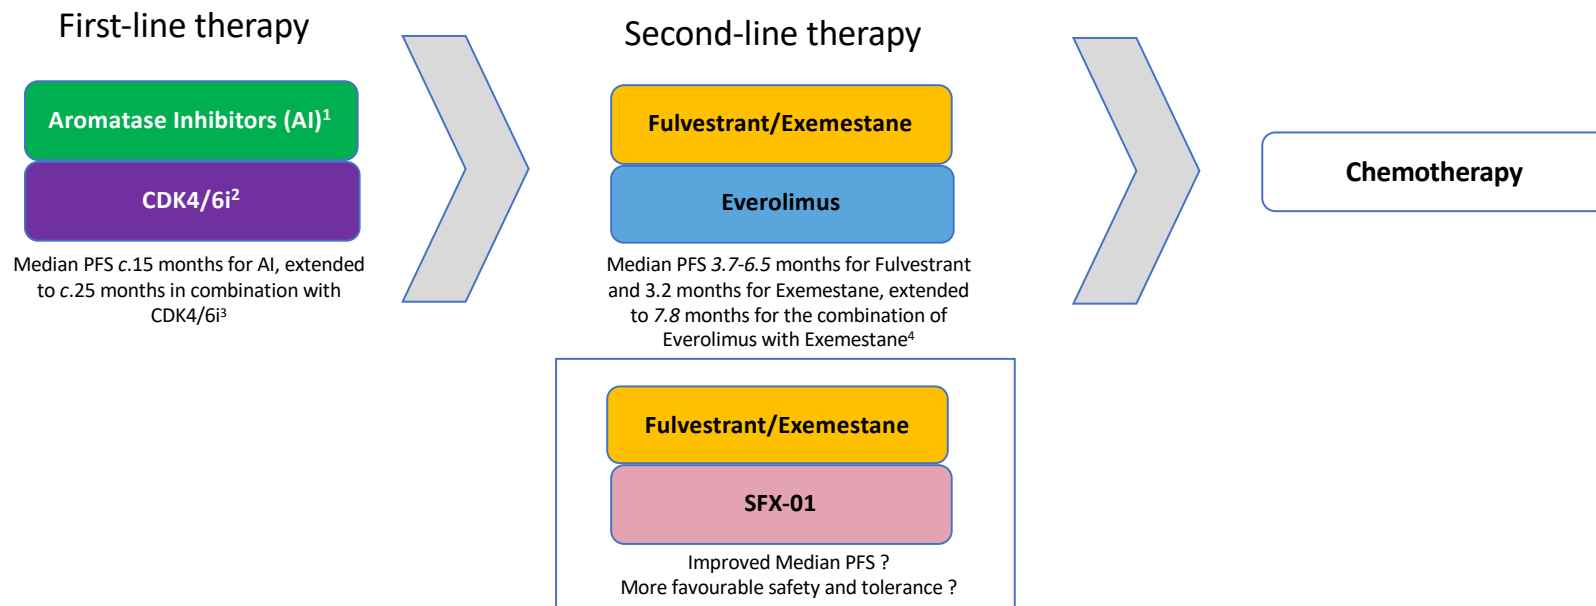 First-line therapy
Aromatase Inhibitors (AI)¹
CDK4/6i²
Median PFS c.15 months for AI, extended
to c.25 months in combination with
CDK4/6i³
Second-line therapy
Fulvestrant/Exemestane
Everolimus
Median PFS 3.7-6.5 months for Fulvestrant
and 3.2 months for Exemestane, extended
to 7.8 months for the combination of
Everolimus with Exemestane⁴
Fulvestrant/Exemestane
SFX-01
Improved Median PFS ?
More favourable safety and tolerance ?
Chemotherapy